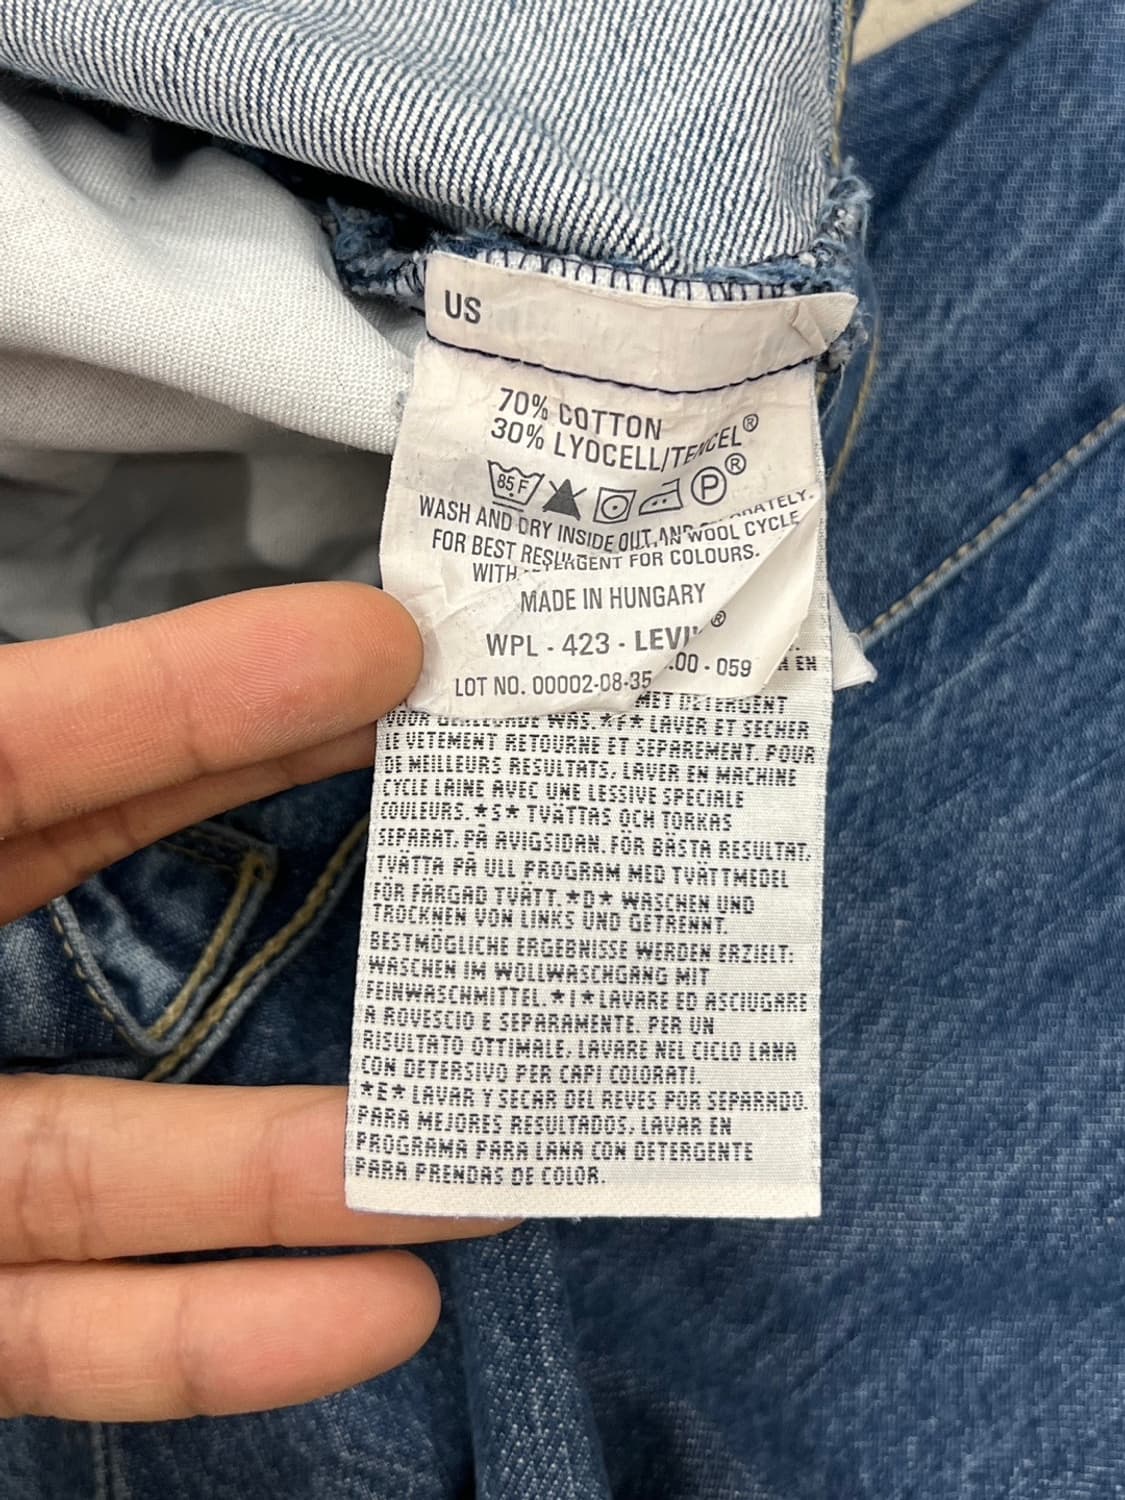 US
70% COTTON
30% LYOCELL/TENCEL®
85 F P ®
WASH AND DRY INSIDE OUT, AND
FOR BEST WOOL CYCLE
WITH FOR COLOURS.
MADE IN HUNGARY
WPL - 423 - LEVI' ®
LOT NO. 00002-08-35 .00 - 059
EN
MET DETERGENT
VOOR WAS. *F* LAVER ET SECHER
LE VETEMENT RETOURNE ET SEPAREMENT. POUR
DE MEILLEURS RESULTATS, LAVER EN MACHINE
CYCLE LAINE AVEC UNE LESSIVE SPECIALE
COULEURS. *S* TVÄTTAS OCH TORKAS
SEPARAT, PÅ AVIGSIDAN. FÖR BÄSTA RESULTAT,
TVÄTTA PÅ ULL PROGRAM MED TVÄTTMEDEL
FÖR FÄRGAD TVÄTT. *D* WASCHEN UND
TROCKNEN VON LINKS UND GETRENNT.
BESTMÖGLICHE ERGEBNISSE WERDEN ERZIELT:
WASCHEN IM WOLLWASCHGANG MIT
FEINWASCHMITTEL. *I* LAVARE ED ASCIUGARE
A ROVESCIO E SEPARAMENTE. PER UN
RISULTATO OTTIMALE, LAVARE NEL CICLO LANA
CON DETERSIVO PER CAPI COLORATI.
*E* LAVAR Y SECAR DEL REVES POR SEPARADO.
PARA MEJORES RESULTADOS, LAVAR EN
PROGRAMA PARA LANA CON DETERGENTE
PARA PRENDAS DE COLOR.